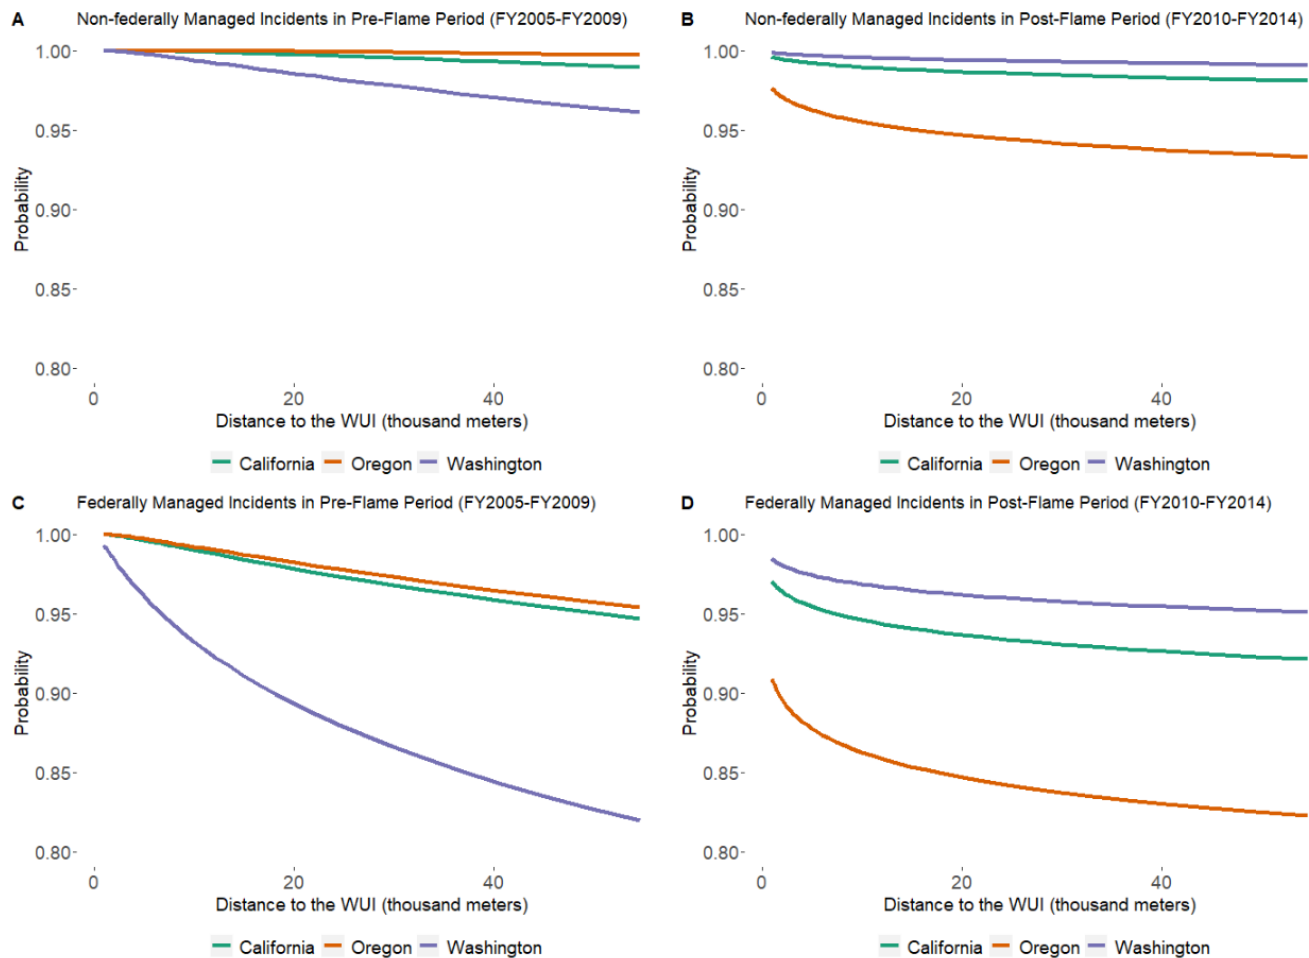 A Non-federally Managed Incidents in Pre-Flame Period (FY2005-FY2009)
1.00
0.95
0.90
0.85
0.80
Probability
0 20 40
Distance to the WUI (thousand meters)
California Oregon Washington
B Non-federally Managed Incidents in Post-Flame Period (FY2010-FY2014)
1.00
0.95
0.90
0.85
0.80
Probability
0 20 40
Distance to the WUI (thousand meters)
California Oregon Washington
C Federally Managed Incidents in Pre-Flame Period (FY2005-FY2009)
1.00
0.95
0.90
0.85
0.80
Probability
0 20 40
Distance to the WUI (thousand meters)
California Oregon Washington
D Federally Managed Incidents in Post-Flame Period (FY2010-FY2014)
1.00
0.95
0.90
0.85
0.80
Probability
0 20 40
Distance to the WUI (thousand meters)
California Oregon Washington